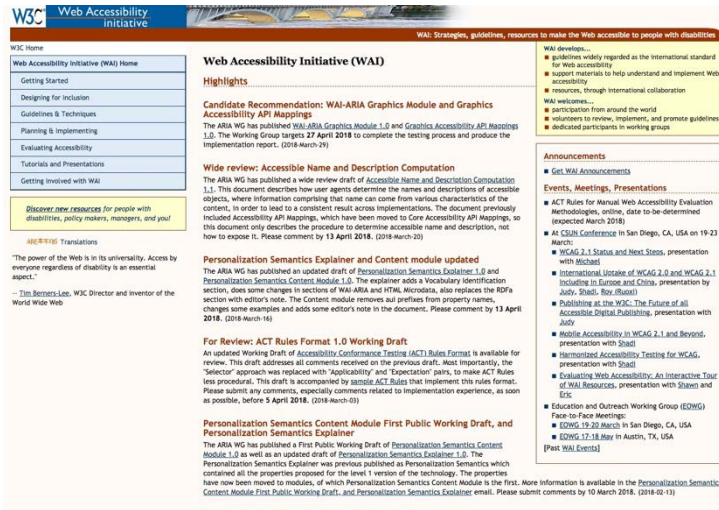 W3C Web Accessibility
initiative
WAI: Strategies, guidelines, resources to make the Web accessible to people with disabilities
W3C Home
Web Accessibility Initiative (WAI) Home
Getting Started
Designing for Inclusion
Guidelines & Techniques
Planning & Implementing
Evaluating Accessibility
Tutorials and Presentations
Getting Involved with WAI
Discover new resources for people with
disabilities, policy makers, managers, and you!
Translations
"The power of the Web is in its universality. Access by
everyone regardless of disability is an essential
aspect."
-- Tim Berners-Lee, W3C Director and inventor of the
World Wide Web
Web Accessibility Initiative (WAI)
Highlights
Candidate Recommendation: WAI-ARIA Graphics Module and Graphics
Accessibility API Mappings
The ARIA WG has published WAI-ARIA Graphics Module 1.0 and Graphics Accessibility API Mappings
1.0. The Working Group targets 27 April 2018 to complete the testing process and produce the
implementation report. (2018-March-29)
Wide review: Accessible Name and Description Computation
The ARIA WG has published a wide review draft of Accessible Name and Description Computation
1.1. This document describes how user agents determine the names and descriptions of accessible
objects, where information comprising that name can come from various characteristics of the
content, in order to lead to a consistent result across implementations. The document previously
included Accessibility API Mappings, which have been moved to Core Accessibility API Mappings, so
this document only describes the procedure to determine accessible name and description, not
how to expose it. Please comment by 13 April 2018. (2018-March-20)
Personalization Semantics Explainer and Content module updated
The ARIA WG has published an updated draft of Personalization Semantics Explainer 1.0 and
Personalization Semantics Content Module 1.0. The explainer adds a Vocabulary identification
section, does some changes in sections of WAI-ARIA and HTML Microdata, also replaces the RDFa
section with editor's note. The Content module removes aui prefixes from property names,
changes some examples and adds some editor's note in the document. Please comment by 13 April
2018. (2018-March-16)
For Review: ACT Rules Format 1.0 Working Draft
An updated Working Draft of Accessibility Conformance Testing (ACT) Rules Format is available for
review. This draft addresses all comments received on the previous draft. Most importantly, the
"Selector" approach was replaced with "Applicability" and "Expectation" pairs, to make ACT Rules
less procedural. This draft is accompanied by sample ACT Rules that implement this rules format.
Please submit any comments, especially comments related to implementation experience, as soon
as possible, before 5 April 2018. (2018-March-03)
Personalization Semantics Content Module First Public Working Draft, and
Personalization Semantics Explainer
The ARIA WG has published a First Public Working Draft of Personalization Semantics Content
Module 1.0 as well as an updated draft of Personalization Semantics Explainer 1.0. The
Personalization Semantics Explainer was previous published as Personalization Semantics which
contained all the properties proposed for the level 1 version of the technology. The properties
have now been moved to modules, of which Personalization Semantics Content Module is the first. More information is available in the Personalization Semantic
Content Module First Public Working Draft, and Personalization Semantics Explainer email. Please submit comments by 10 March 2018. (2018-02-13)
WAI develops...
guidelines widely regarded as the international standard
for Web accessibility
support materials to help understand and implement Web
accessibility
resources, through international collaboration
WAI welcomes...
participation from around the world
volunteers to review, implement, and promote guidelines
dedicated participants in working groups
Announcements
Get WAI Announcements
Events, Meetings, Presentations
ACT Rules for Manual Web Accessibility Evaluation
Methodologies, online, date to-be-determined
(expected March 2018)
At CSUN Conference in San Diego, CA, USA on 19-23
March:
WCAG 2.1 Status and Next Steps, presentation
with Michael
International Uptake of WCAG 2.0 and WCAG 2.1
Including in Europe and China, presentation by
Judy, Shadi, Roy (Ruoxi)
Publishing at the W3C: The Future of all
Accessible Digital Publishing, presentation with
Judy
Mobile Accessibility in WCAG 2.1 and Beyond,
presentation with Shadi
Harmonized Accessibility Testing for WCAG,
presentation with Shadi
Evaluating Web Accessibility: An Interactive Tour
of WAI Resources, presentation with Shawn and
Eric
Education and Outreach Working Group (EOWG)
Face-to-Face Meetings:
EOWG 19-20 March in San Diego, CA, USA
EOWG 17-18 May in Austin, TX, USA
[Past WAI Events]